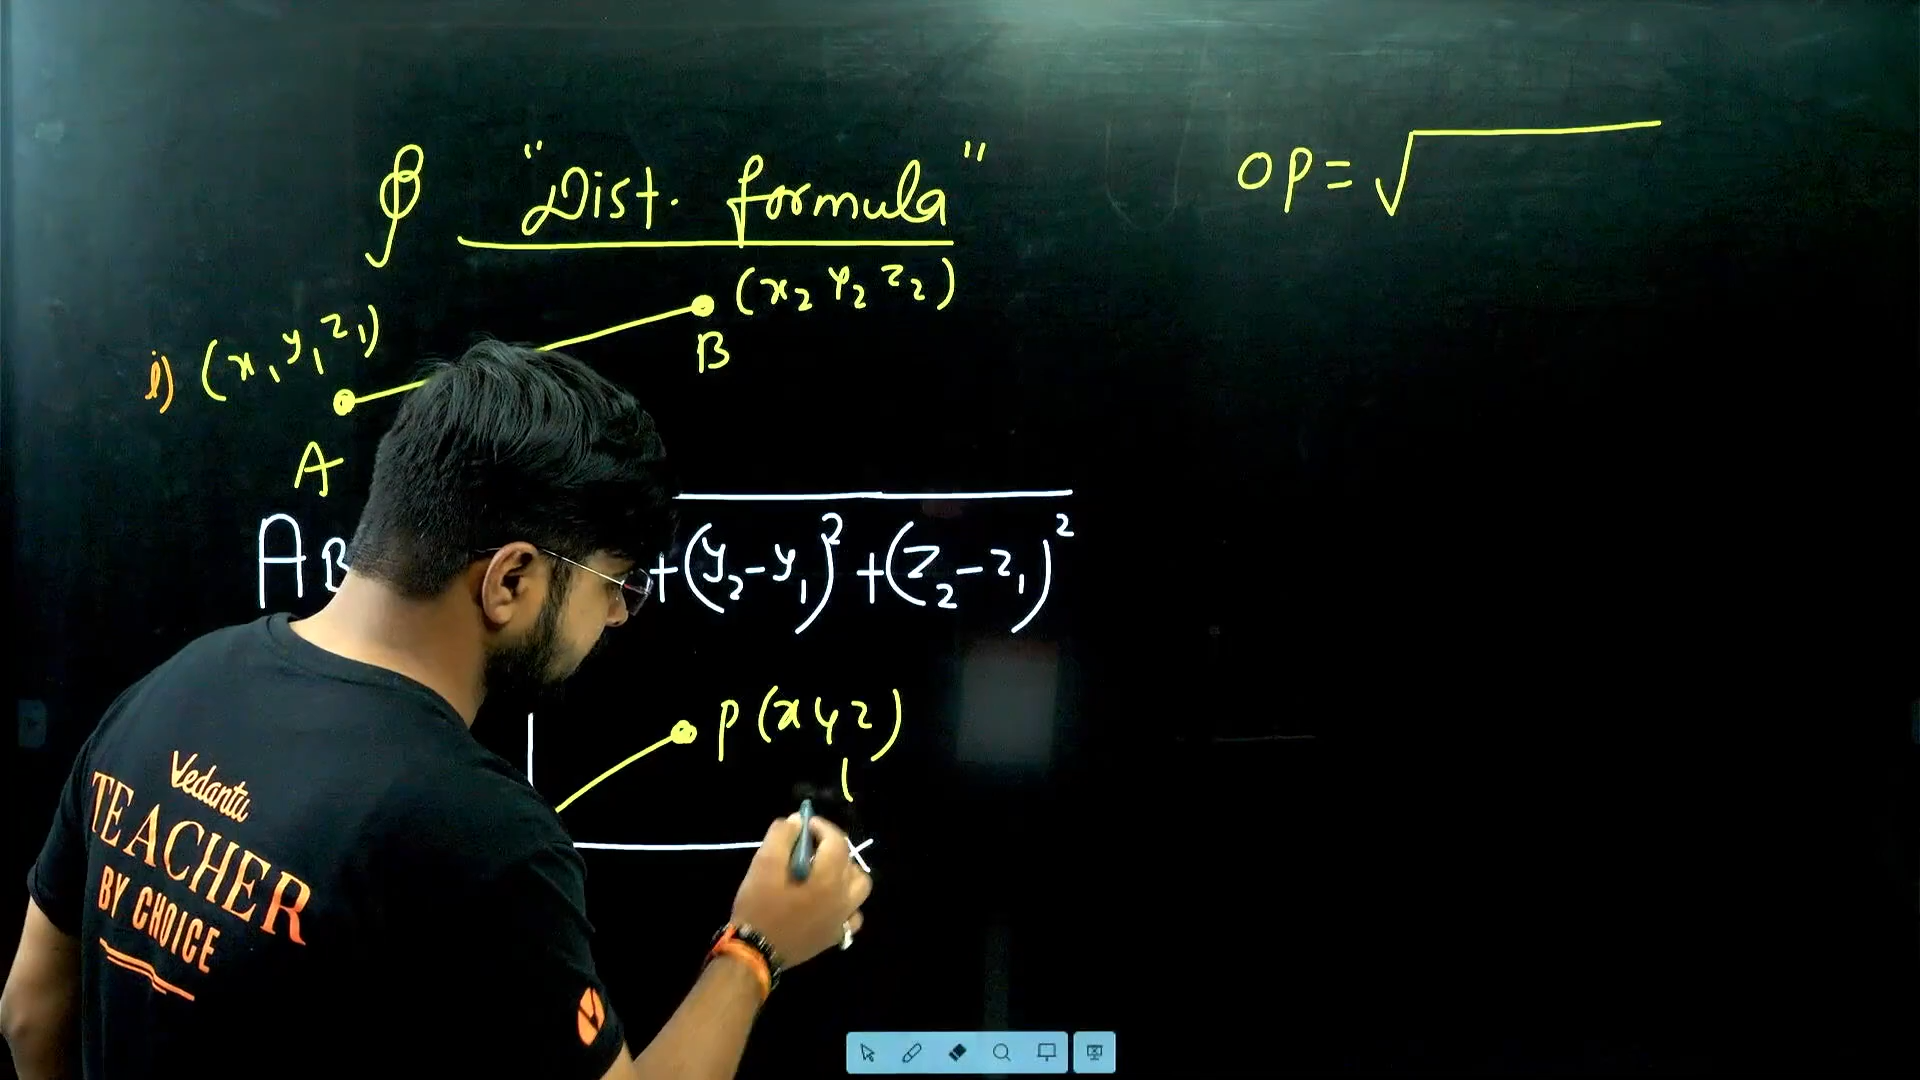 "Dist. formula"
OP = √
i) (x₁ y₁ z₁)
(x₂ y₂ z₂)
B
A
AB
+(y₂-y₁)²+(z₂-z₁)²
P(x y z)
x
Vedantu
TEACHER
BY CHOICE